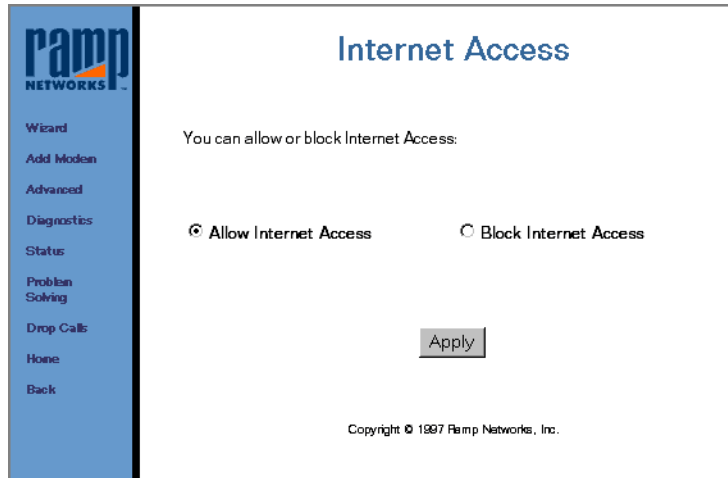 ramp
NETWORKS
Internet Access
Wizard
Add Modem
Advanced
Diagnostics
Status
Problem
Solving
Drop Calls
Home
Back
You can allow or block Internet Access:
Allow Internet Access
Block Internet Access
Apply
Copyright © 1997 Ramp Networks, Inc.